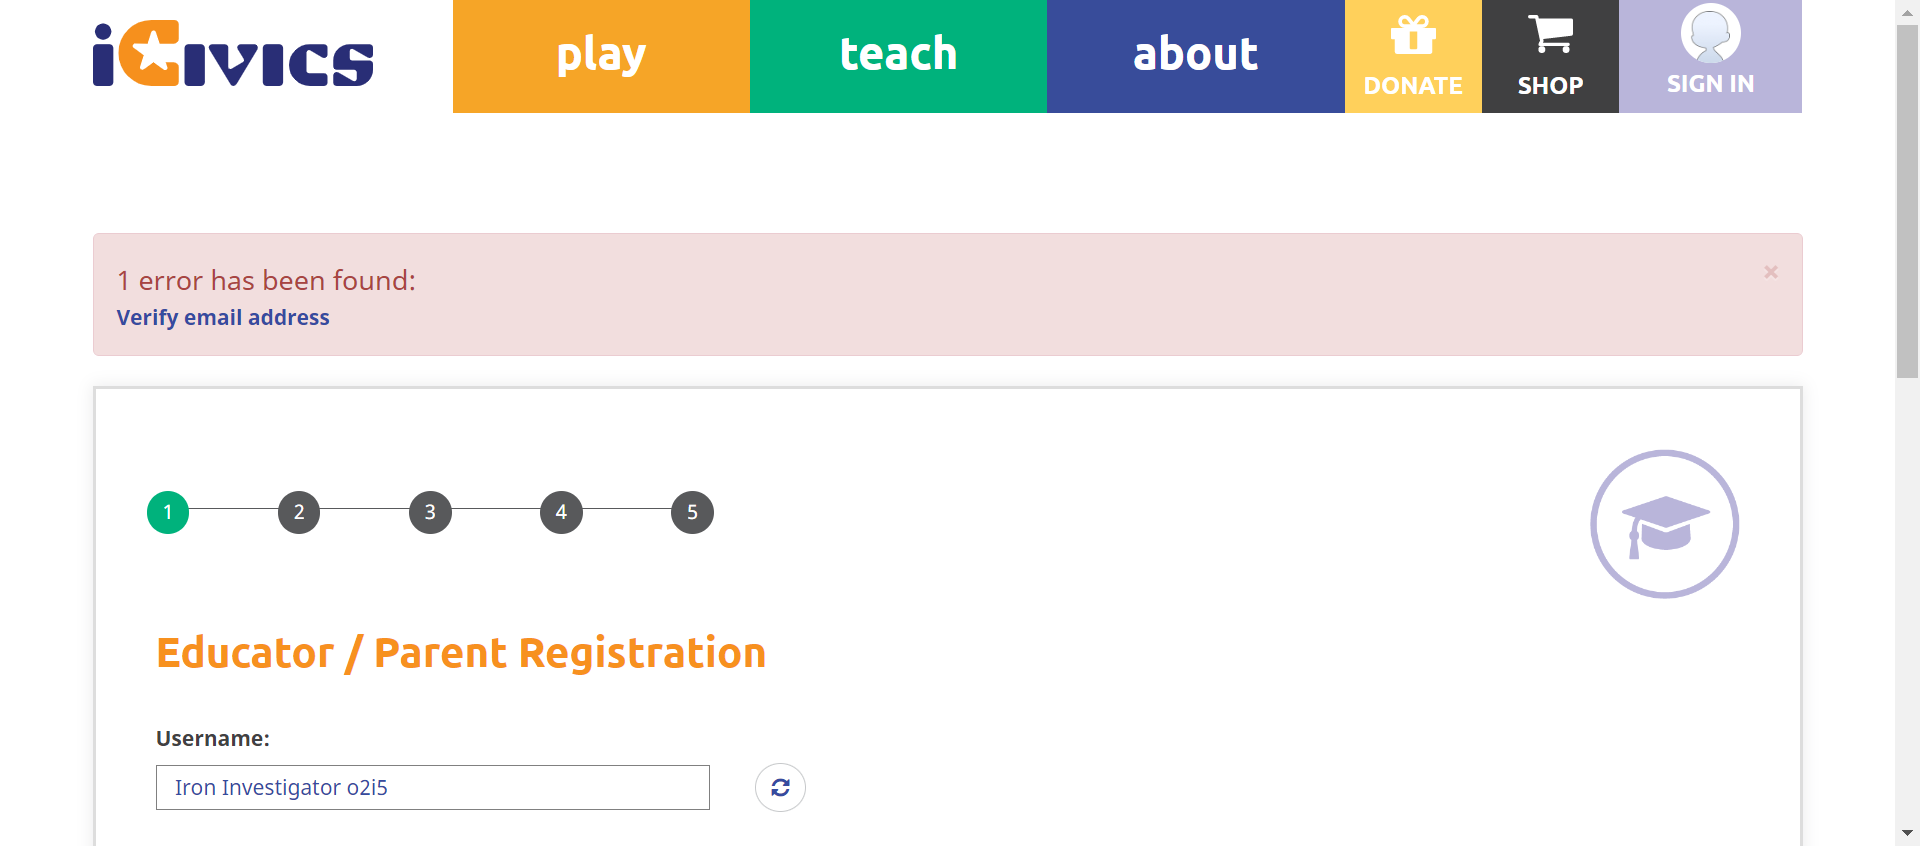 iCivics
play
teach
about
DONATE
SHOP
SIGN IN
1 error has been found:
×
Verify email address
1
2
3
4
5
Educator / Parent Registration
Username:
Iron Investigator o2i5